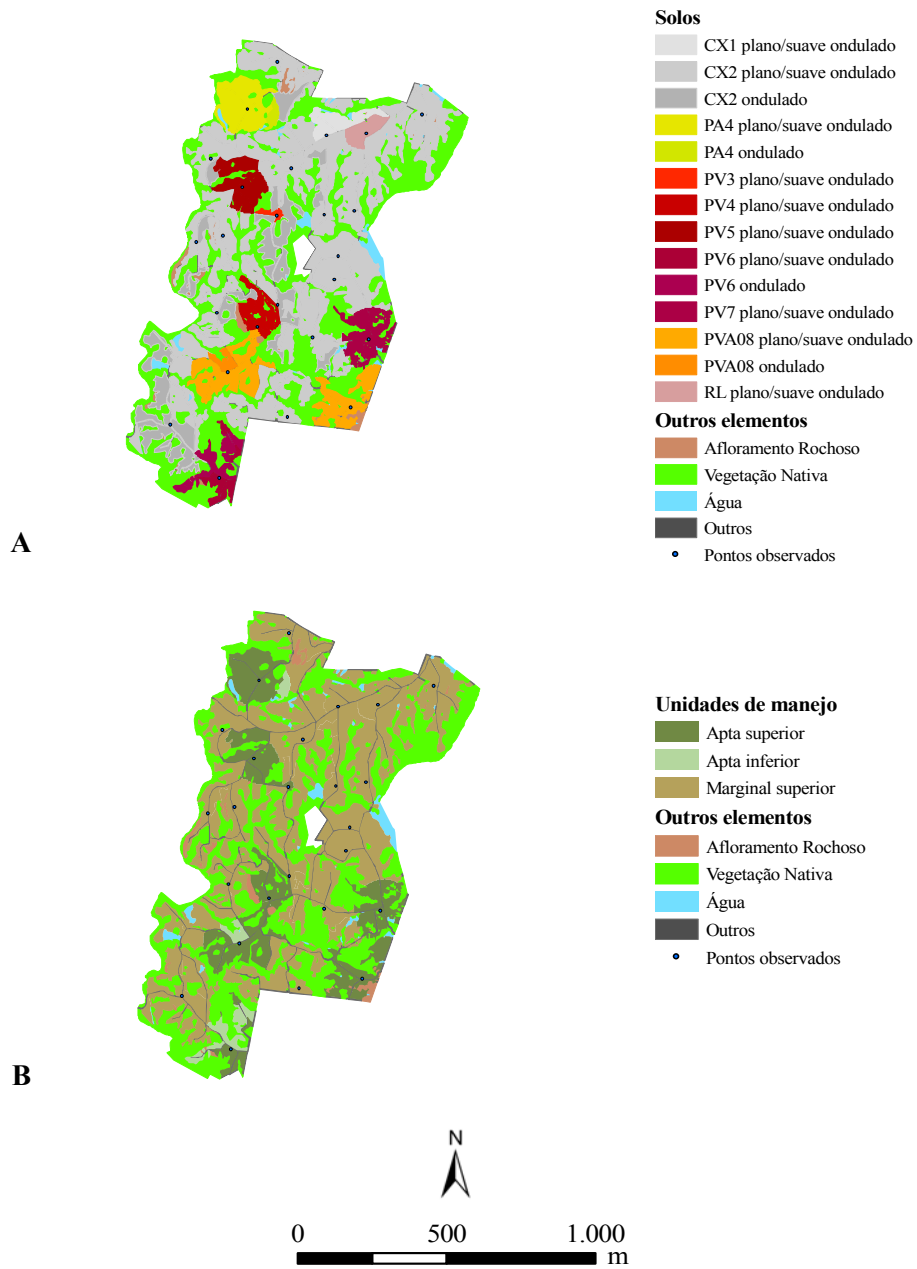 Solos
CX1 plano/suave ondulado
CX2 plano/suave ondulado
CX2 ondulado
PA4 plano/suave ondulado
PA4 ondulado
PV3 plano/suave ondulado
PV4 plano/suave ondulado
PV5 plano/suave ondulado
PV6 plano/suave ondulado
PV6 ondulado
PV7 plano/suave ondulado
PVA08 plano/suave ondulado
PVA08 ondulado
RL plano/suave ondulado
Outros elementos
Afloramento Rochoso
Vegetação Nativa
Água
Outros
Pontos observados
A
Unidades de manejo
Apta superior
Apta inferior
Marginal superior
Outros elementos
Afloramento Rochoso
Vegetação Nativa
Água
Outros
Pontos observados
B
N
0 500 1.000
m